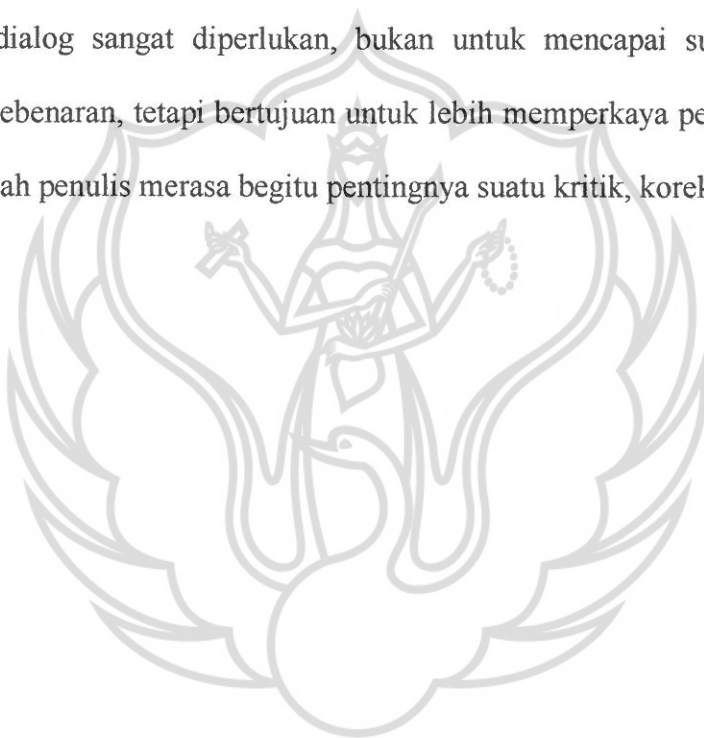 dialog sangat diperlukan, bukan untuk mencapai su
ebenaran, tetapi bertujuan untuk lebih memperkaya pe
ah penulis merasa begitu pentingnya suatu kritik, korek